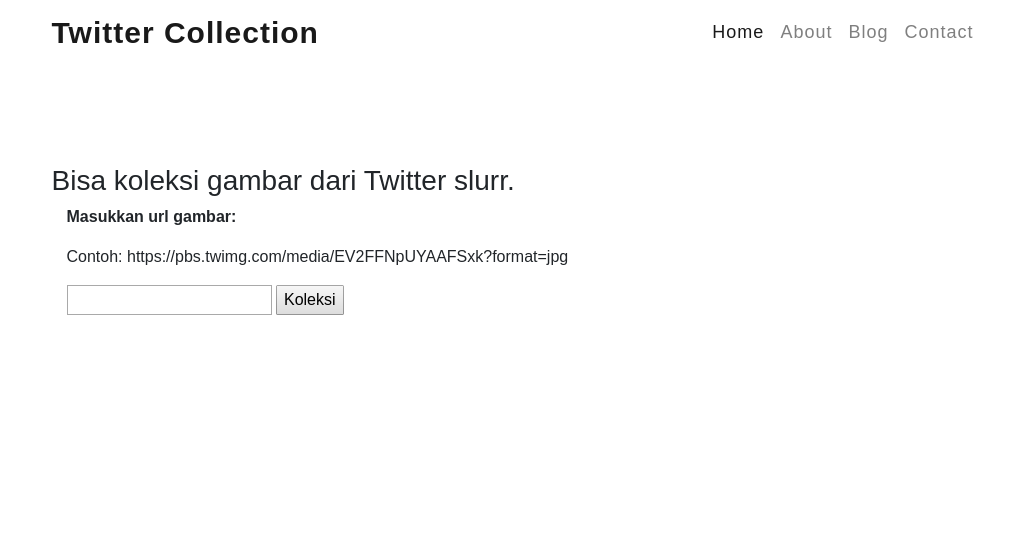 Twitter Collection
Home About Blog Contact
Bisa koleksi gambar dari Twitter slurr.
Masukkan url gambar:
Contoh: https://pbs.twimg.com/media/EV2FFNpUYAAFSxk?format=jpg
Koleksi